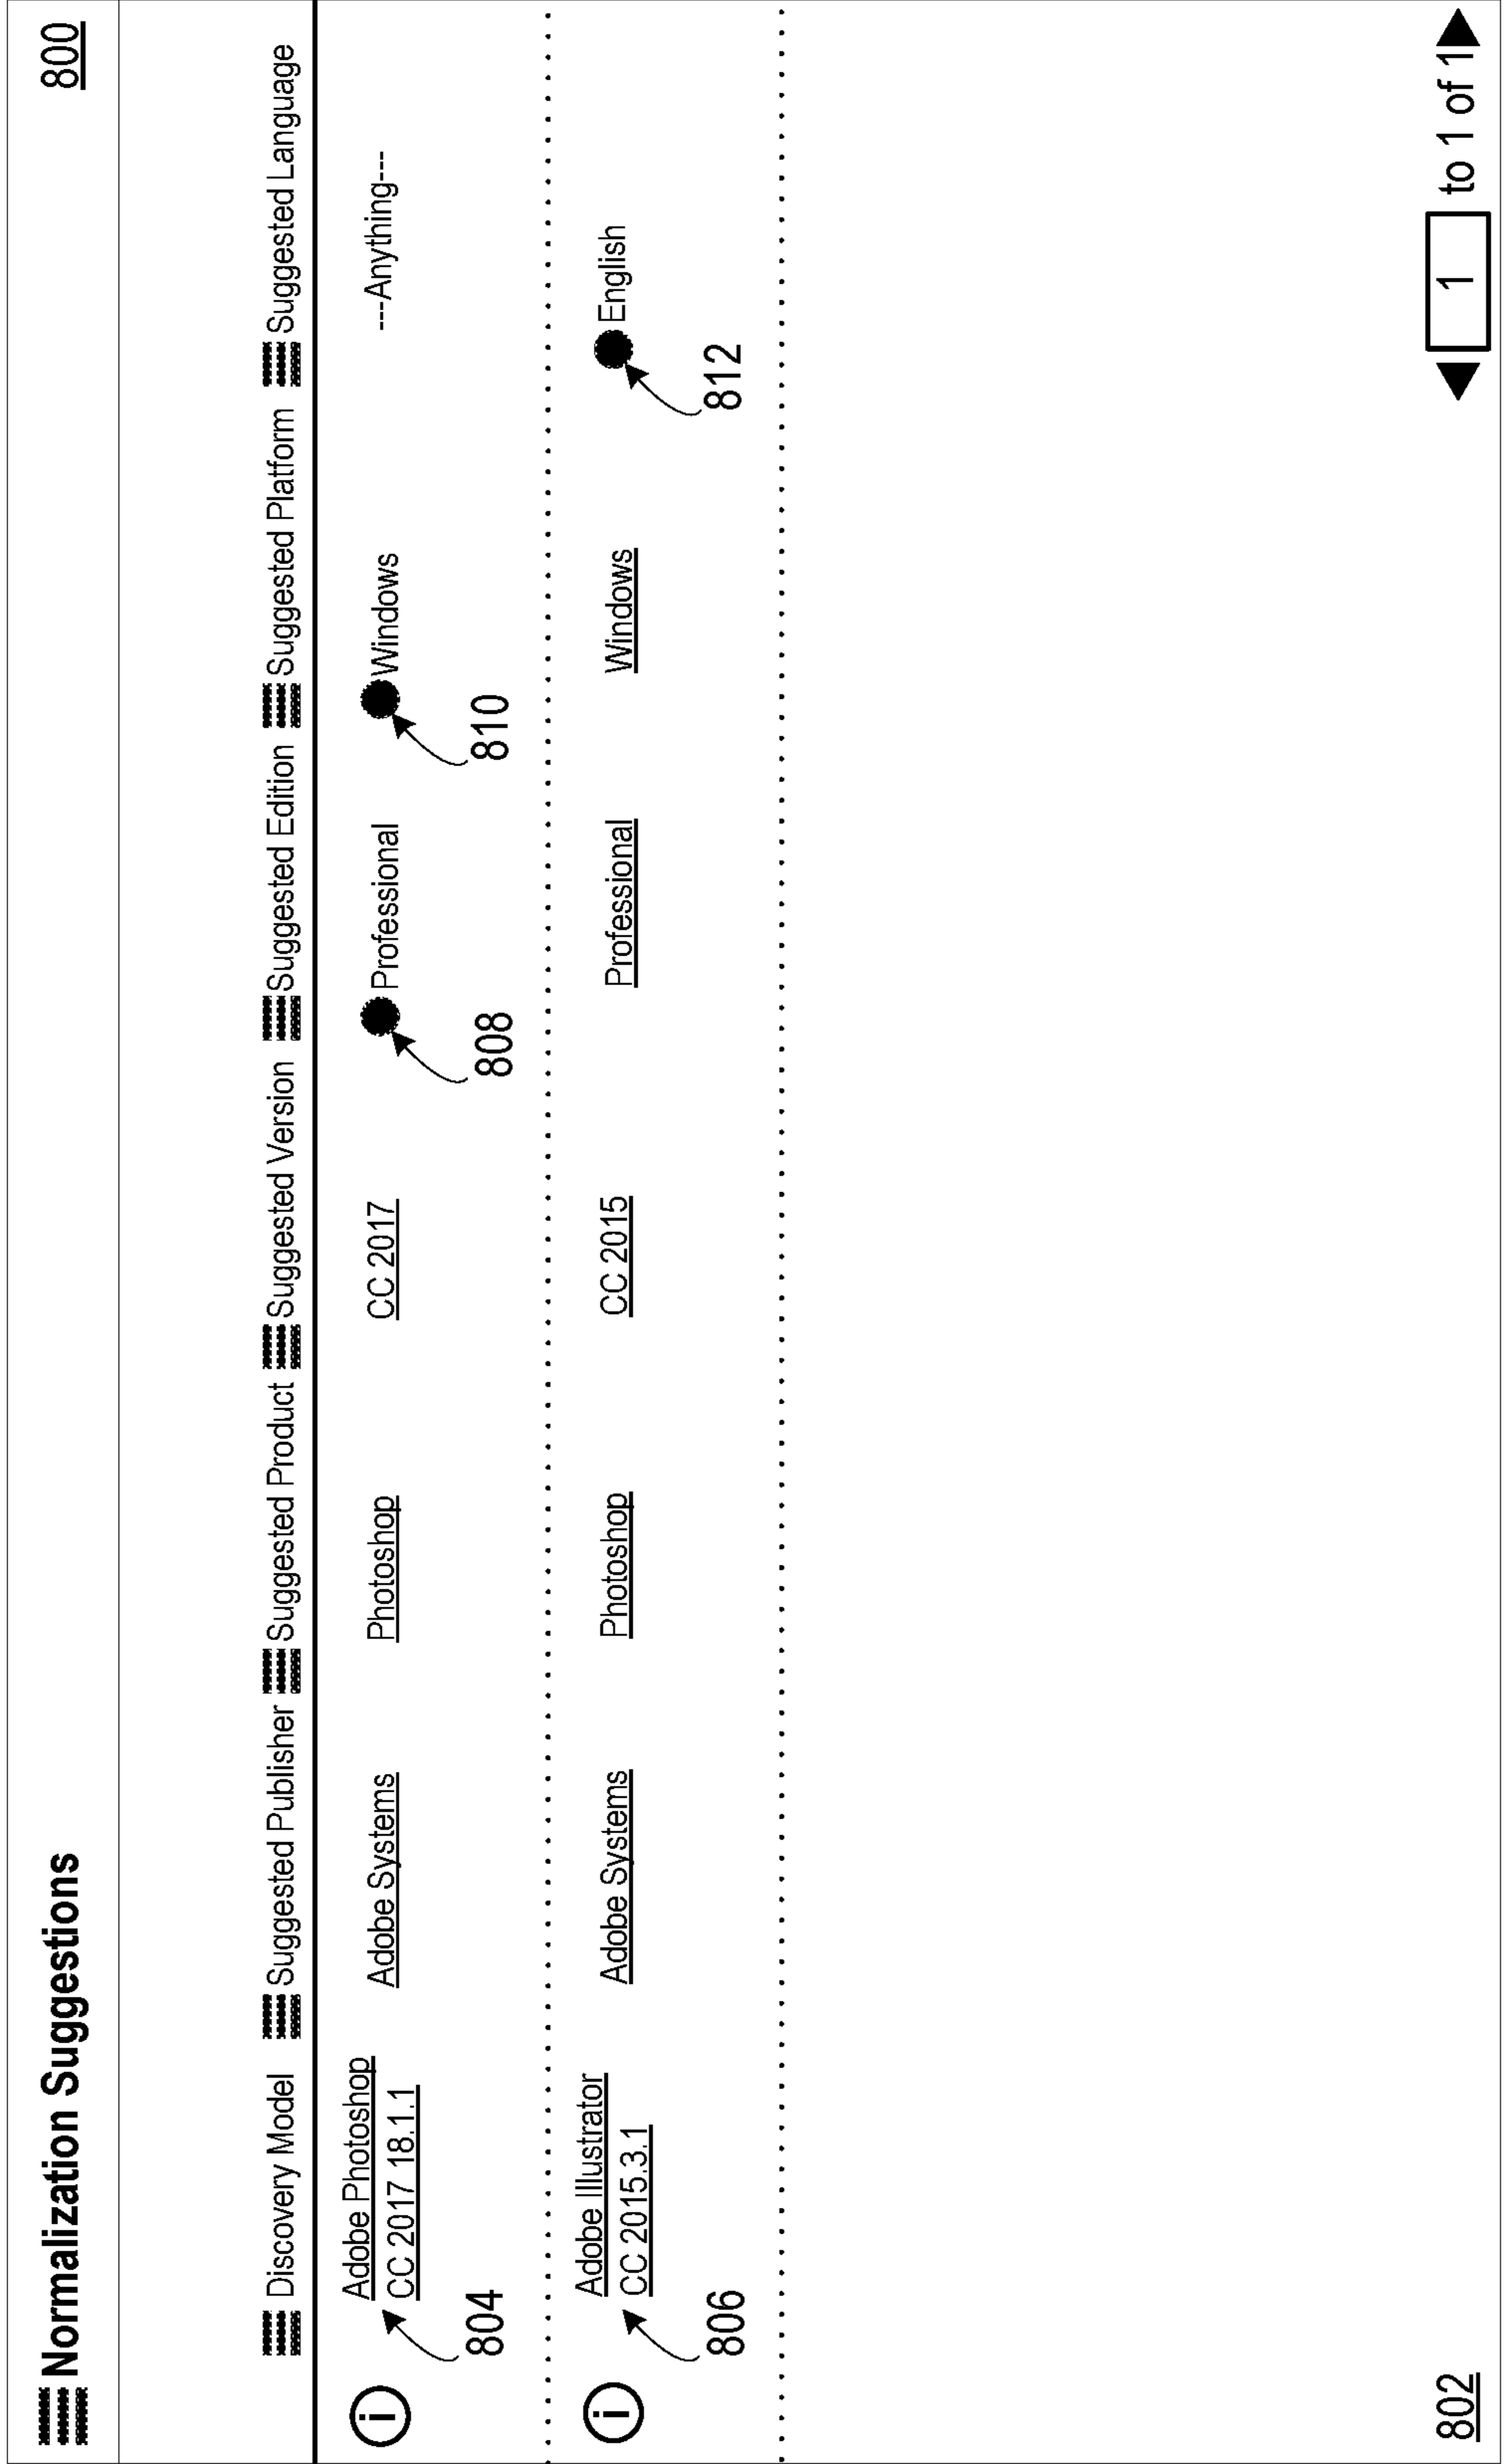 Normalization Suggestions 800
Discovery Model Suggested Publisher Suggested Product Suggested Version Suggested Edition Suggested Platform Suggested Language
i Adobe Photoshop Adobe Systems Photoshop CC 2017 Professional Windows ---Anything---
CC 2017 18.1.1
804 808 810
i Adobe Illustrator Adobe Systems Photoshop CC 2015 Professional Windows English
CC 2015.3.1
806 812
802 1 to 1 of 1